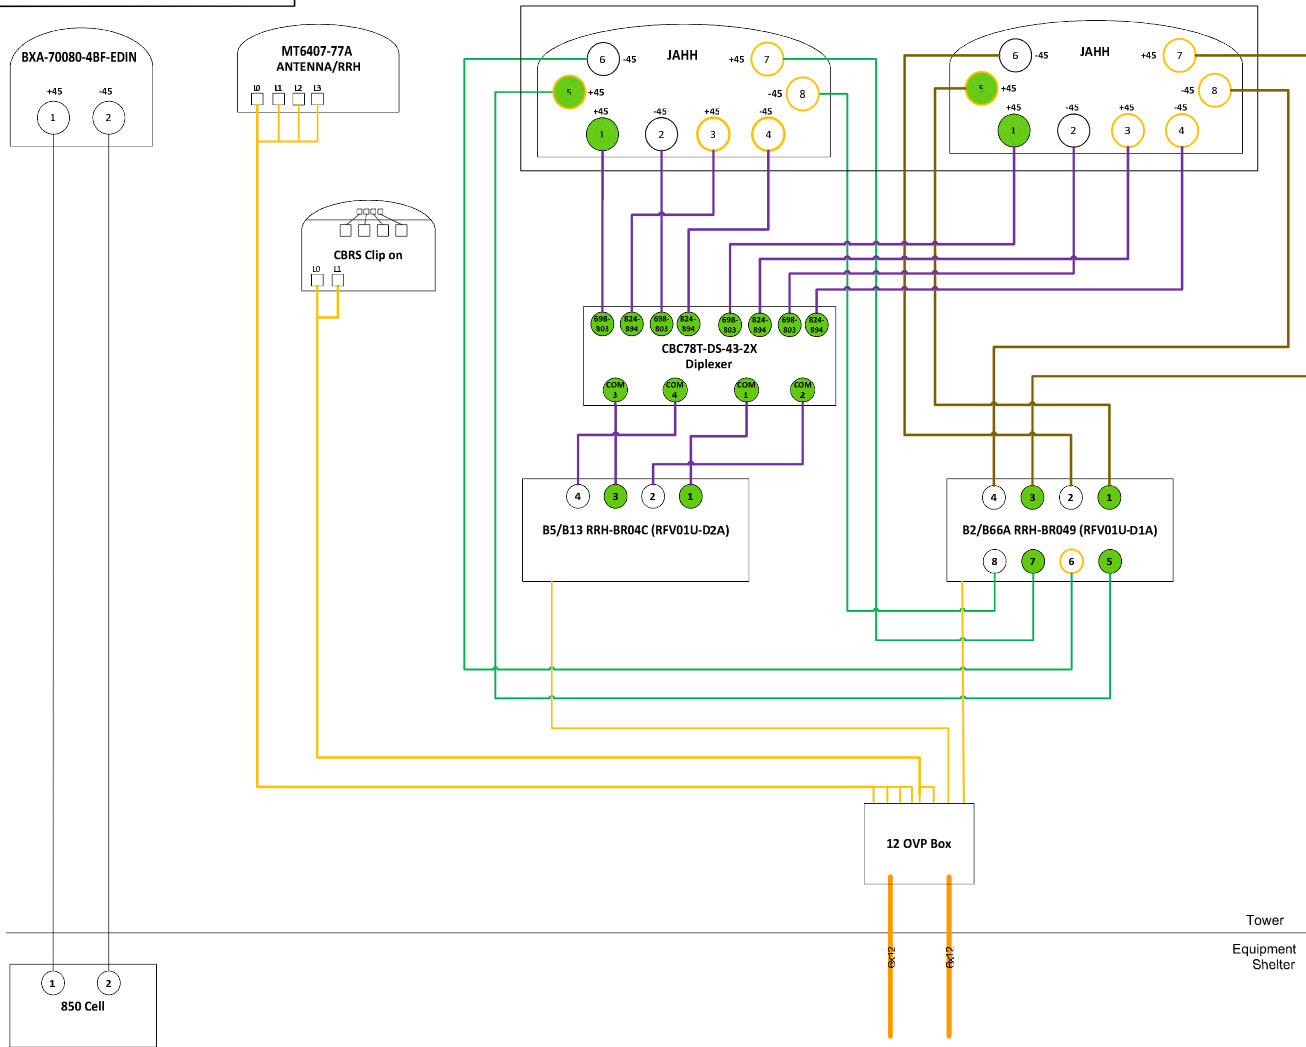 BXA-70080-4BF-EDIN
+45 -45
1 2
MT6407-77A
ANTENNA/RRH
L0 L1 L2 L3
CBRS Clip on
L0 L1
JAHH
6 -45
+45 7
5 +45
-45 8
+45 -45 +45 -45
1 2 3 4
JAHH
6 -45
+45 7
5 +45
-45 8
+45 -45 +45 -45
1 2 3 4
698-803 824-894 698-803 824-894 698-803 824-894 698-803 824-894
CBC78T-DS-43-2X
Diplexer
COM 3 COM 4 COM 1 COM 2
4 3 2 1
B5/B13 RRH-BR04C (RFV01U-D2A)
4 3 2 1
B2/B66A RRH-BR049 (RFV01U-D1A)
8 7 6 5
12 OVP Box
6x12 6x12
Tower
Equipment
Shelter
1 2
850 Cell